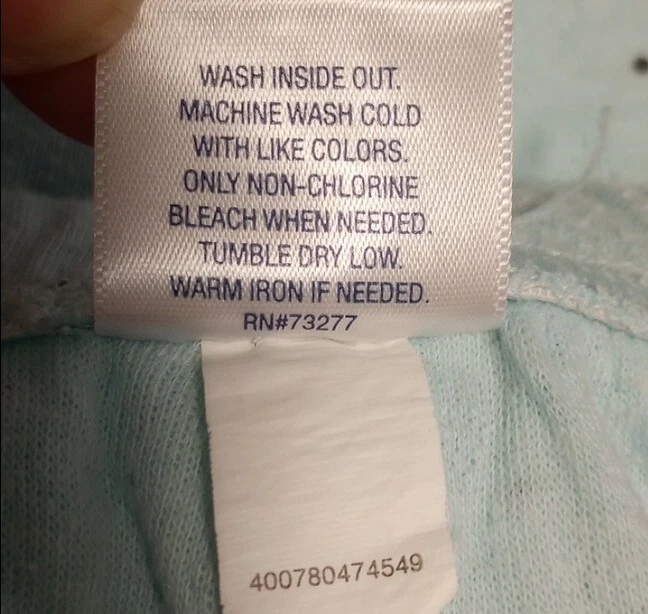 WASH INSIDE OUT.
MACHINE WASH COLD
WITH LIKE COLORS.
ONLY NON-CHLORINE
BLEACH WHEN NEEDED.
TUMBLE DRY LOW.
WARM IRON IF NEEDED.
RN#73277
400780474549